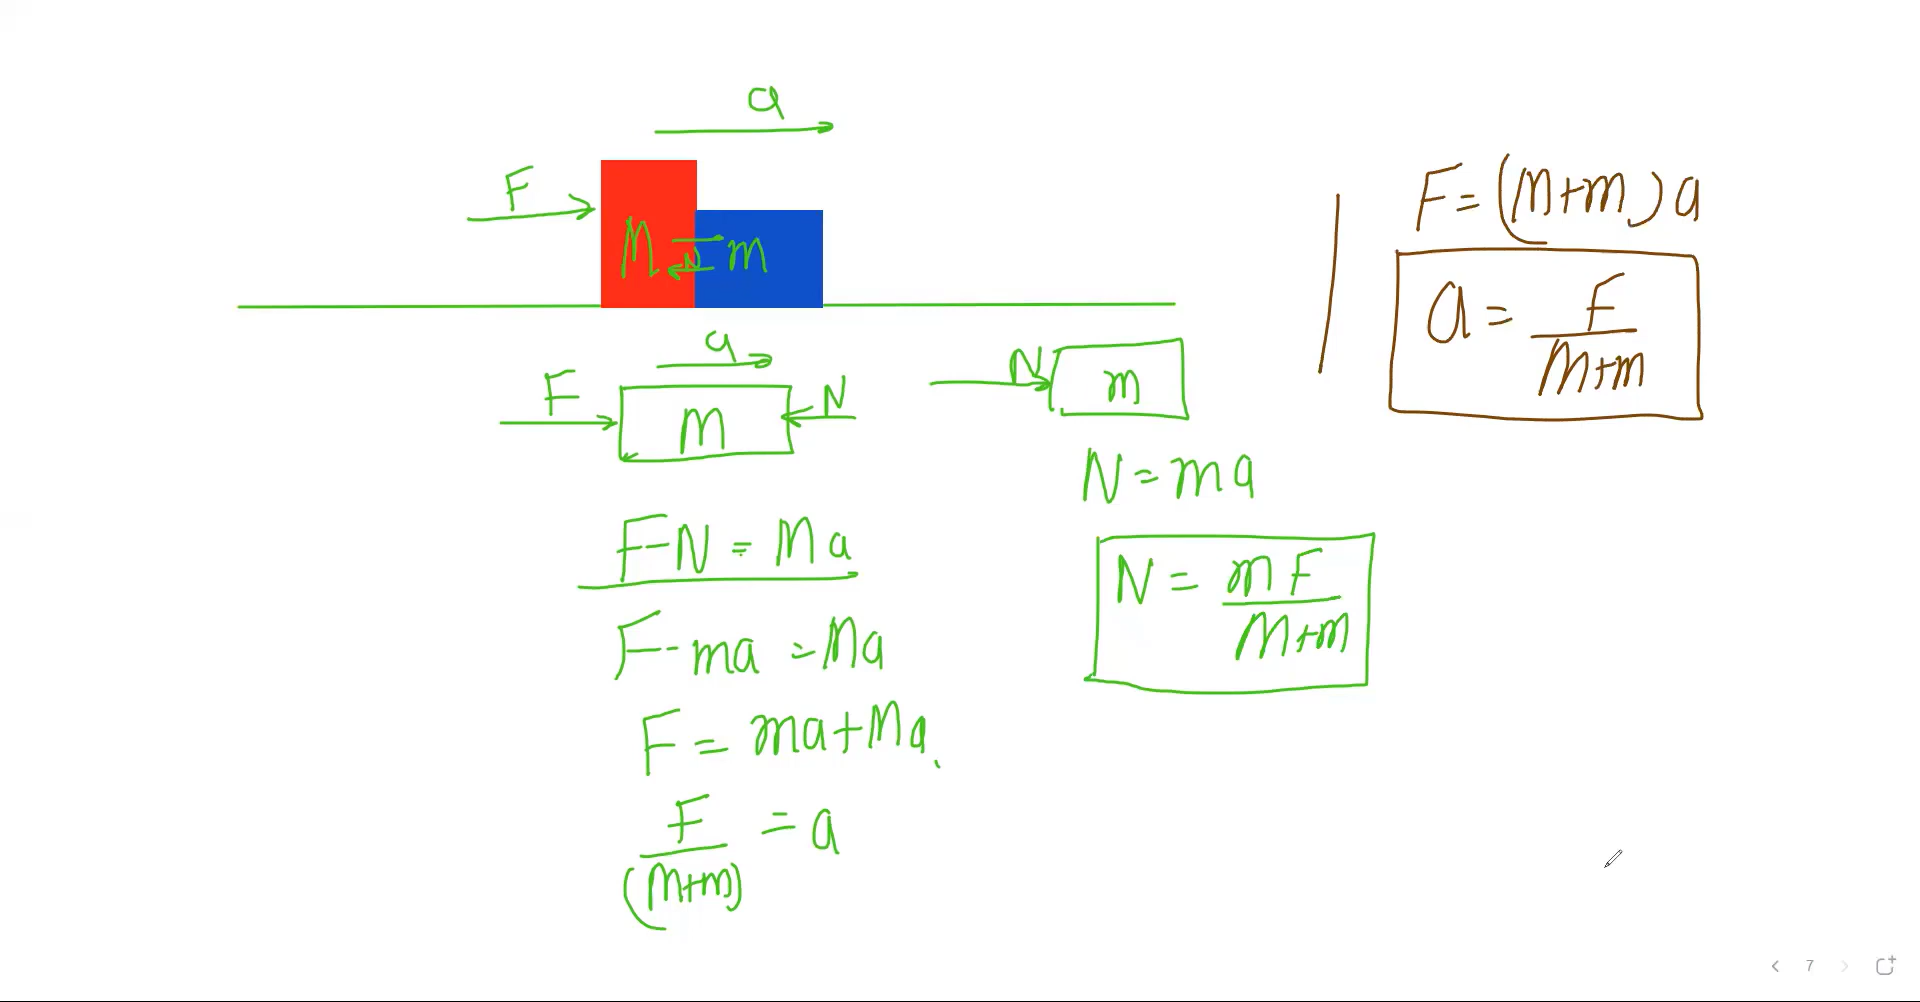 a
F
M N m
a
F M N
N m
F-N = Ma
F-ma = Ma
F = ma+Ma
F/(M+m) = a
N = ma
N = mF/M+m
F = (M+m)a
a = F/M+m
7